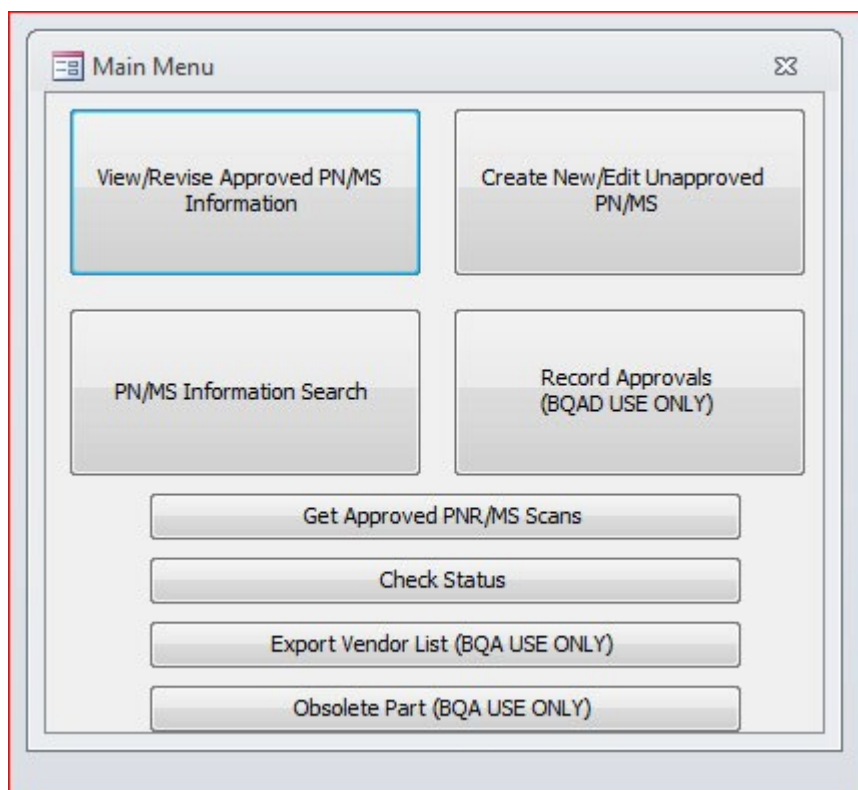 Main Menu
View/Revise Approved PN/MS
Information
Create New/Edit Unapproved
PN/MS
PN/MS Information Search
Record Approvals
(BQAD USE ONLY)
Get Approved PNR/MS Scans
Check Status
Export Vendor List (BQA USE ONLY)
Obsolete Part (BQA USE ONLY)